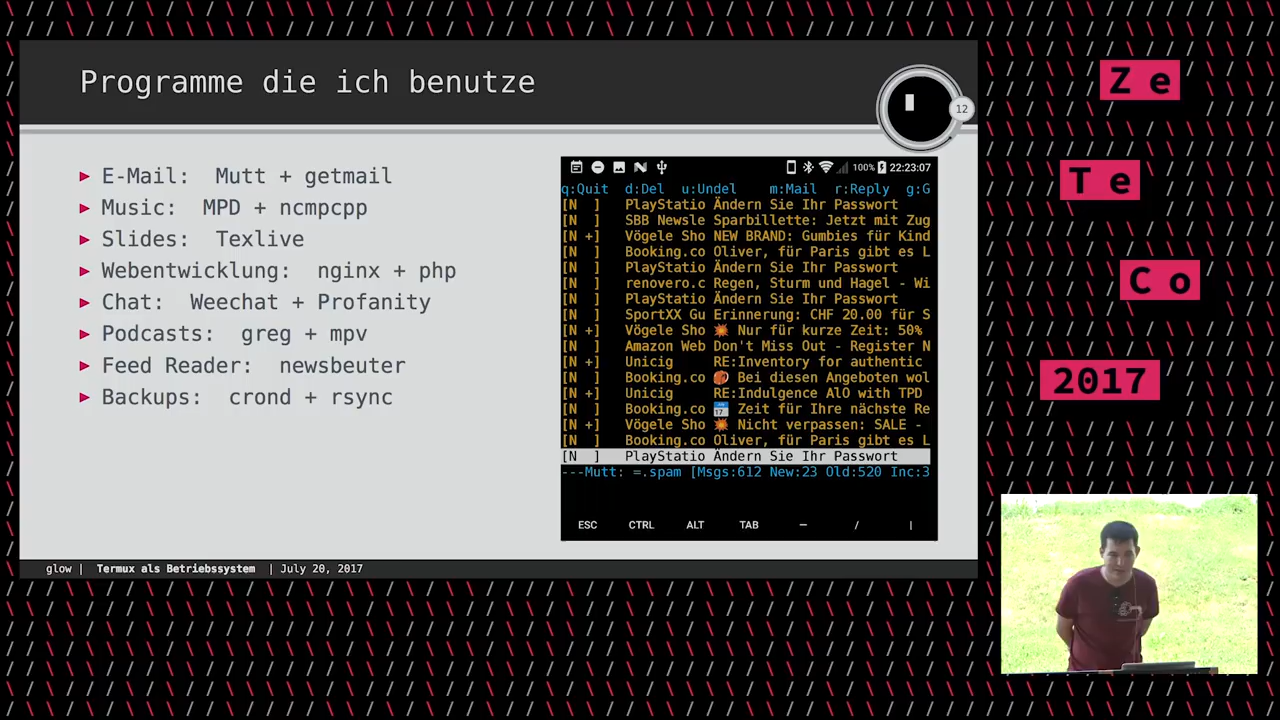 Programme die ich benutze
12
E-Mail: Mutt + getmail
Music: MPD + ncmpcpp
Slides: Texlive
Webentwicklung: nginx + php
Chat: Weechat + Profanity
Podcasts: greg + mpv
Feed Reader: newsbeuter
Backups: crond + rsync
100% 22:23:07
q:Quit d:Del u:Undel m:Mail r:Reply g:G
[N ] PlayStatio Ändern Sie Ihr Passwort
[N ] SBB Newsle Sparbillette: Jetzt mit Zug
[N +] Vögele Sho NEW BRAND: Gumbies für Kind
[N ] Booking.co Oliver, für Paris gibt es L
[N ] PlayStatio Ändern Sie Ihr Passwort
[N ] renovero.c Regen, Sturm und Hagel - Wi
[N ] PlayStatio Ändern Sie Ihr Passwort
[N ] SportXX Gu Erinnerung: CHF 20.00 für S
[N +] Vögele Sho 💥 Nur für kurze Zeit: 50%
[N ] Amazon Web Don't Miss Out - Register N
[N +] Unicig RE:Inventory for authentic
[N ] Booking.co Bei diesen Angeboten wol
[N +] Unicig RE:Indulgence AlO with TPD
[N ] Booking.co 📅 Zeit für Ihre nächste Re
[N +] Vögele Sho 💥 Nicht verpassen: SALE -
[N ] Booking.co Oliver, für Paris gibt es L
[N ] PlayStatio Ändern Sie Ihr Passwort
---Mutt: =.spam [Msgs:612 New:23 Old:520 Inc:3
ESC CTRL ALT TAB – / |
glow | Termux als Betriebssystem | July 20, 2017
Ze
Te
Co
2017